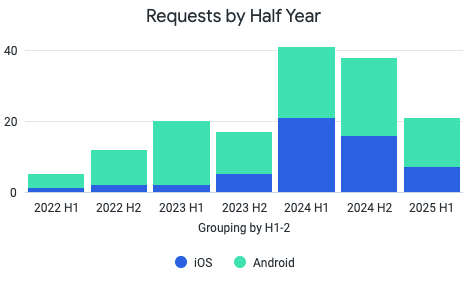 Requests by Half Year
40
20
0
2022 H1 2022 H2 2023 H1 2023 H2 2024 H1 2024 H2 2025 H1
Grouping by H1-2
iOS Android